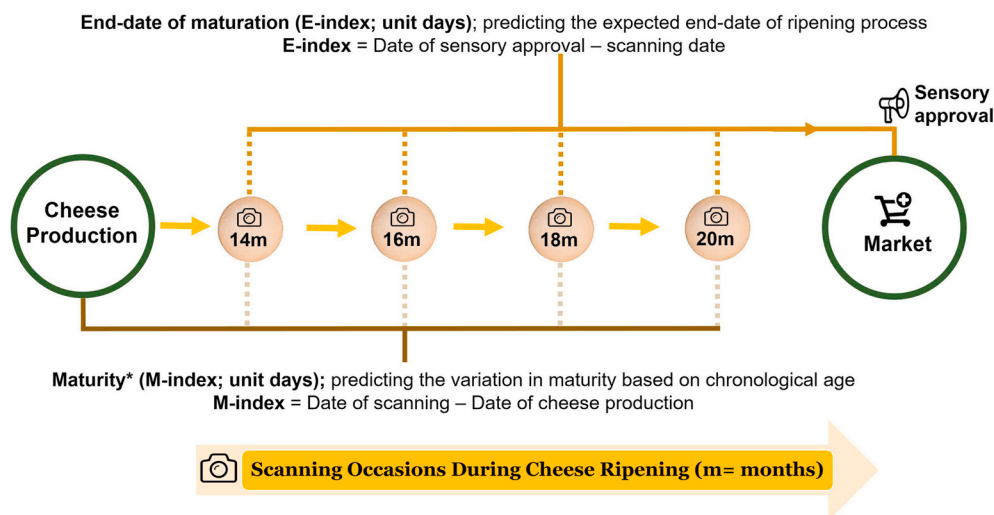 End-date of maturation (E-index; unit days); predicting the expected end-date of ripening process
E-index = Date of sensory approval – scanning date
Sensory
approval
Cheese
Production
14m
16m
18m
20m
Market
Maturity* (M-index; unit days); predicting the variation in maturity based on chronological age
M-index = Date of scanning – Date of cheese production
Scanning Occasions During Cheese Ripening (m= months)